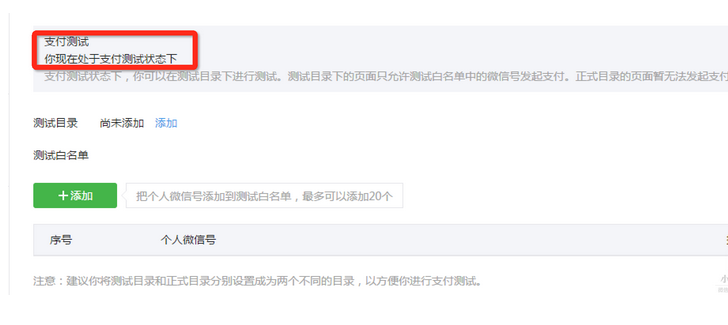 支付测试
你现在处于支付测试状态下
支付测试状态下，你可以在测试目录下进行测试。测试目录下的页面只允许测试白名单中的微信号发起支付。正式目录的页面暂无法发起支付
测试目录 尚未添加 添加
测试白名单
+添加 把个人微信号添加到测试白名单，最多可以添加20个
序号 个人微信号
注意：建议你将测试目录和正式目录分别设置成为两个不同的目录，以方便你进行支付测试。